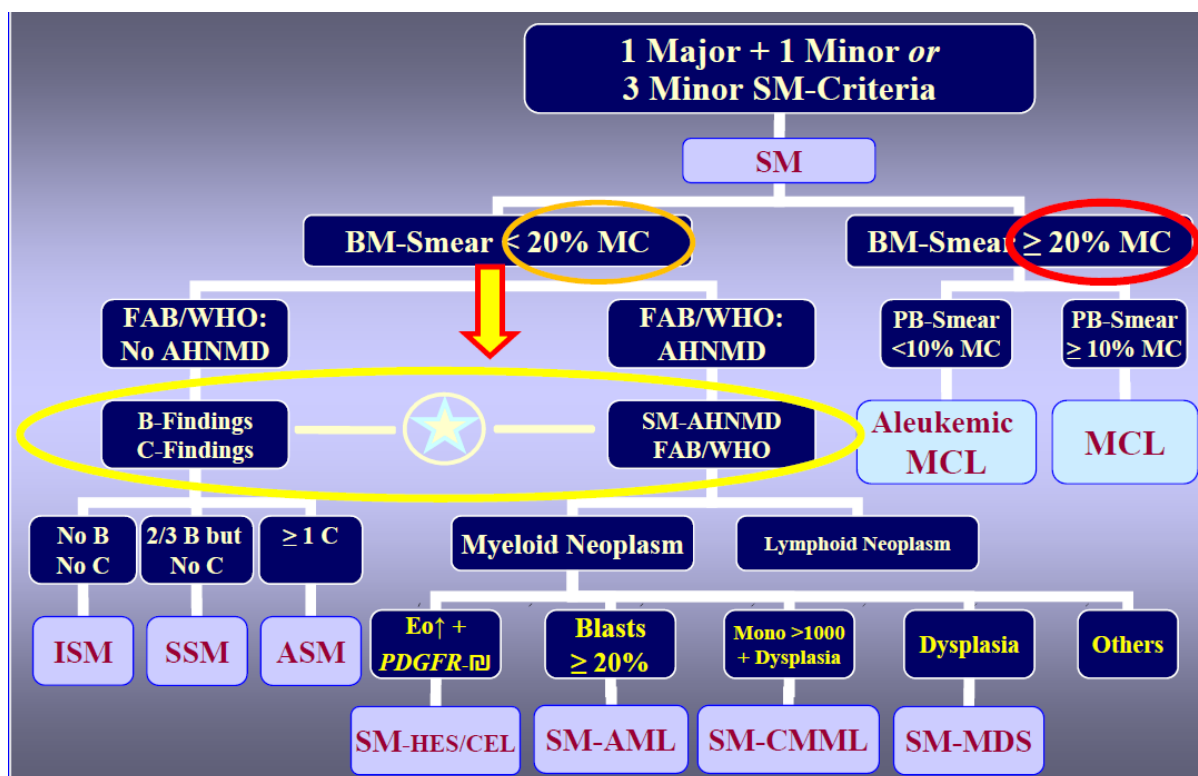 1 Major + 1 Minor or
3 Minor SM-Criteria
SM
BM-Smear < 20% MC
BM-Smear ≥ 20% MC
FAB/WHO:
No AHNMD
FAB/WHO:
AHNMD
PB-Smear
<10% MC
PB-Smear
≥ 10% MC
B-Findings
C-Findings
SM-AHNMD
FAB/WHO
Aleukemic
MCL
MCL
No B
No C
2/3 B but
No C
≥ 1 C
Myeloid Neoplasm
Lymphoid Neoplasm
ISM
SSM
ASM
Eo↑ +
PDGFR-₪
Blasts
≥ 20%
Mono >1000
+ Dysplasia
Dysplasia
Others
SM-HES/CEL
SM-AML
SM-CMML
SM-MDS